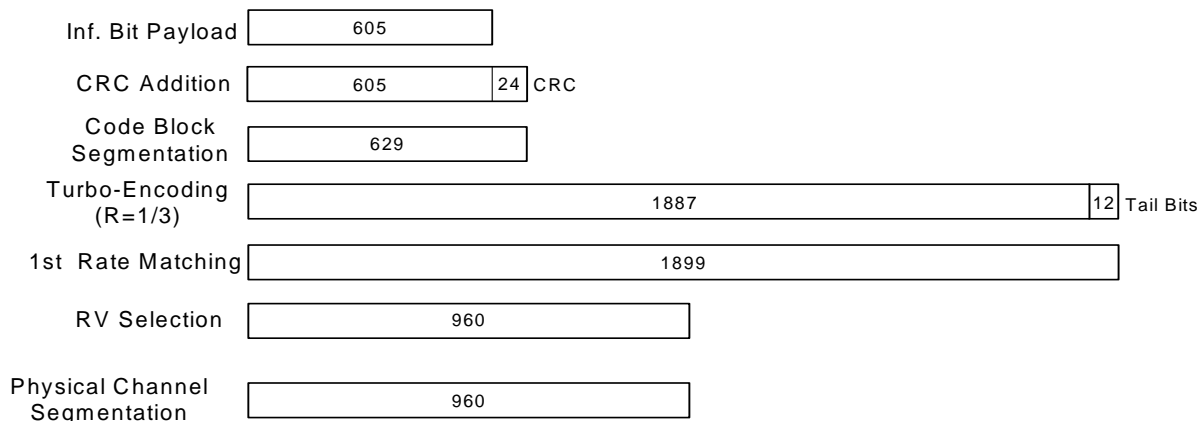 Inf. Bit Payload 605
CRC Addition 605 24 CRC
Code Block
Segmentation 629
Turbo-Encoding
(R=1/3) 1887 12 Tail Bits
1st Rate Matching 1899
RV Selection 960
Physical Channel
Segmentation 960